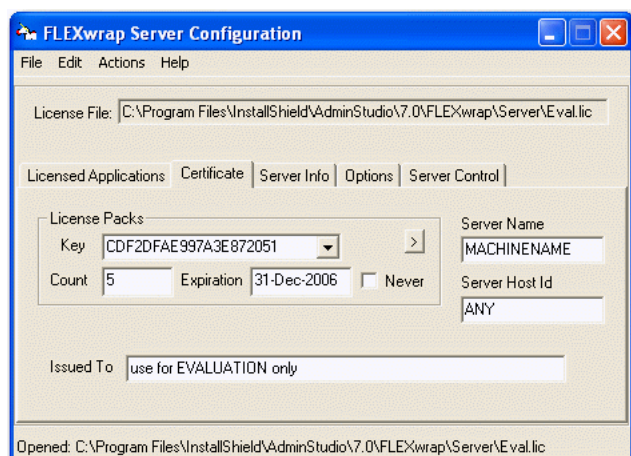 FLEXwrap Server Configuration
File Edit Actions Help
License File: C:\Program Files\InstallShield\AdminStudio\7.0\FLEXwrap\Server\Eval.lic
Licensed Applications Certificate Server Info Options Server Control
License Packs
Key CDF2DFAE997A3E872051 >
Count 5 Expiration 31-Dec-2006 Never
Server Name
MACHINENAME
Server Host Id
ANY
Issued To use for EVALUATION only
Opened: C:\Program Files\InstallShield\AdminStudio\7.0\FLEXwrap\Server\Eval.lic